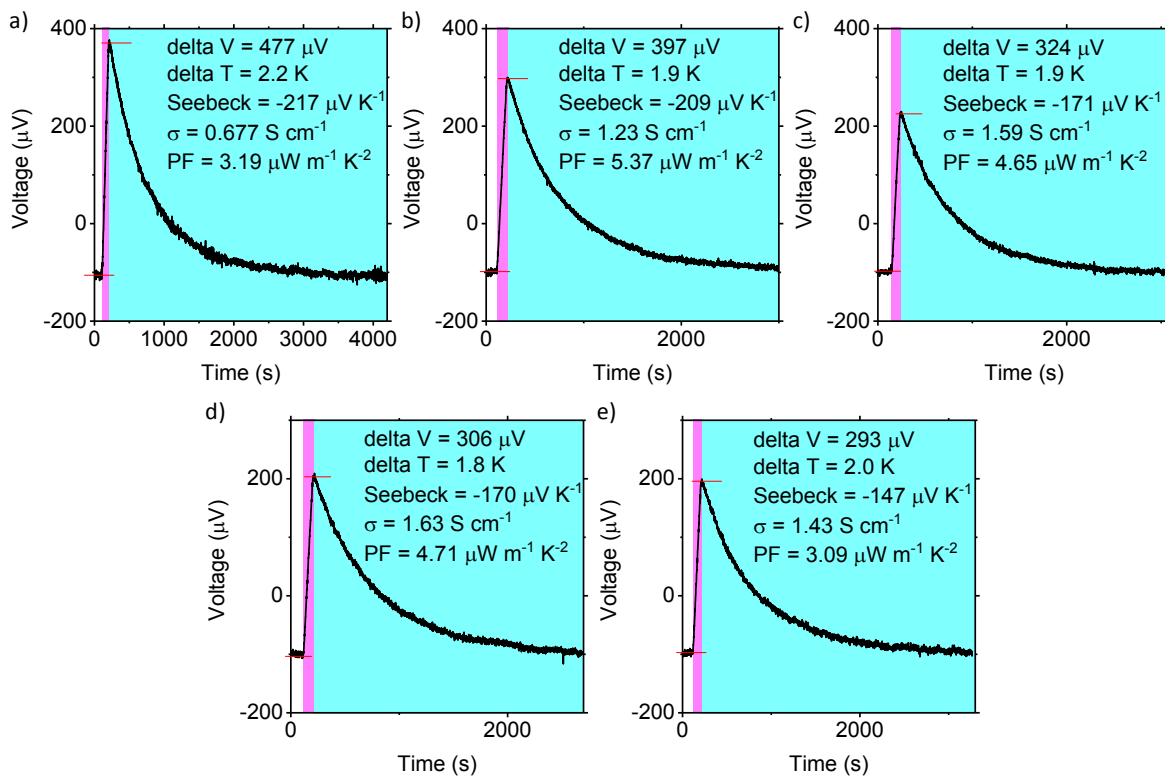 a)
delta V = 477 μV
delta T = 2.2 K
Seebeck = -217 μV K⁻¹
σ = 0.677 S cm⁻¹
PF = 3.19 μW m⁻¹ K⁻²
Voltage (μV)
400
200
0
-200
0 1000 2000 3000 4000
Time (s)
b)
delta V = 397 μV
delta T = 1.9 K
Seebeck = -209 μV K⁻¹
σ = 1.23 S cm⁻¹
PF = 5.37 μW m⁻¹ K⁻²
Voltage (μV)
400
200
0
-200
0 2000
Time (s)
c)
delta V = 324 μV
delta T = 1.9 K
Seebeck = -171 μV K⁻¹
σ = 1.59 S cm⁻¹
PF = 4.65 μW m⁻¹ K⁻²
Voltage (μV)
400
200
0
-200
0 2000
Time (s)
d)
delta V = 306 μV
delta T = 1.8 K
Seebeck = -170 μV K⁻¹
σ = 1.63 S cm⁻¹
PF = 4.71 μW m⁻¹ K⁻²
Voltage (μV)
200
0
-200
0 2000
Time (s)
e)
delta V = 293 μV
delta T = 2.0 K
Seebeck = -147 μV K⁻¹
σ = 1.43 S cm⁻¹
PF = 3.09 μW m⁻¹ K⁻²
Voltage (μV)
200
0
-200
0 2000
Time (s)